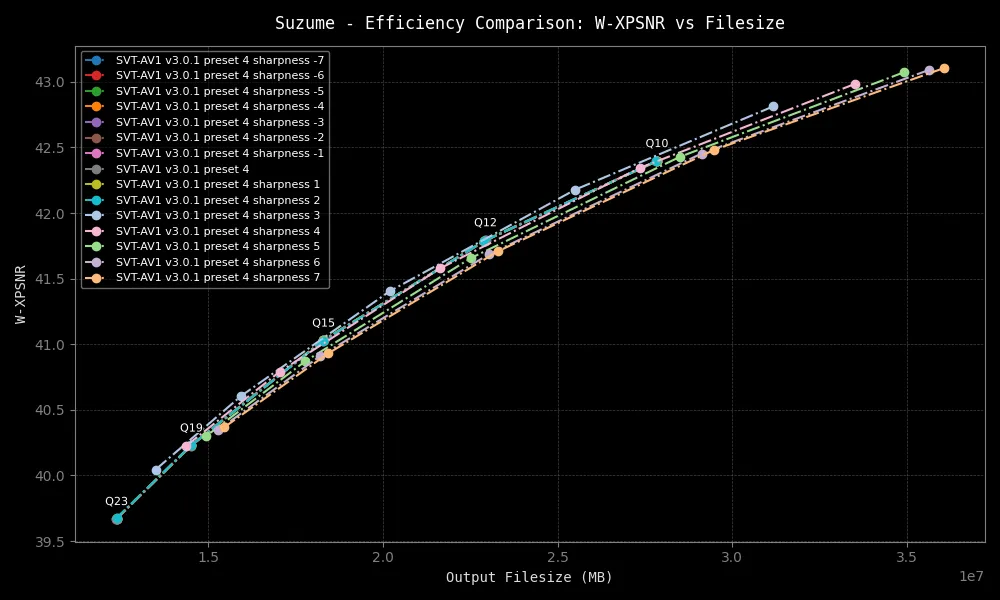 Suzume - Efficiency Comparison: W-XPSNR vs Filesize
SVT-AV1 v3.0.1 preset 4 sharpness -7
SVT-AV1 v3.0.1 preset 4 sharpness -6
SVT-AV1 v3.0.1 preset 4 sharpness -5
SVT-AV1 v3.0.1 preset 4 sharpness -4
SVT-AV1 v3.0.1 preset 4 sharpness -3
SVT-AV1 v3.0.1 preset 4 sharpness -2
SVT-AV1 v3.0.1 preset 4 sharpness -1
SVT-AV1 v3.0.1 preset 4
SVT-AV1 v3.0.1 preset 4 sharpness 1
SVT-AV1 v3.0.1 preset 4 sharpness 2
SVT-AV1 v3.0.1 preset 4 sharpness 3
SVT-AV1 v3.0.1 preset 4 sharpness 4
SVT-AV1 v3.0.1 preset 4 sharpness 5
SVT-AV1 v3.0.1 preset 4 sharpness 6
SVT-AV1 v3.0.1 preset 4 sharpness 7
43.0
42.5
42.0
41.5
41.0
40.5
40.0
39.5
W-XPSNR
Q10
Q12
Q15
Q19
Q23
1.5
2.0
2.5
3.0
3.5
1e7
Output Filesize (MB)